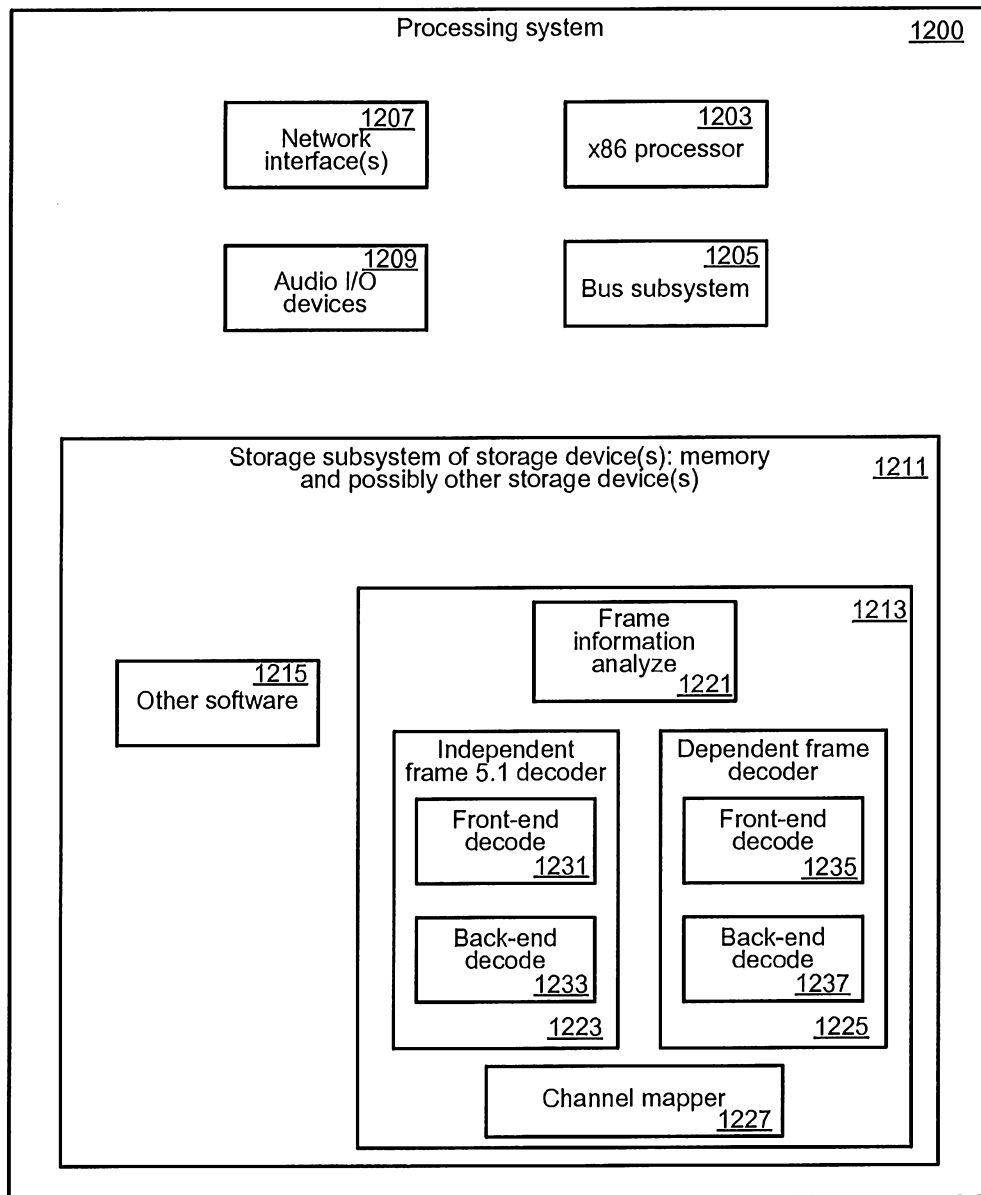 Processing system
1200
1207
Network
interface(s)
1203
x86 processor
1209
Audio I/O
devices
1205
Bus subsystem
Storage subsystem of storage device(s): memory
and possibly other storage device(s)
1211
1213
Frame
information
analyze
1221
1215
Other software
Independent
frame 5.1 decoder
Front-end
decode
1231
Back-end
decode
1233
1223
Dependent frame
decoder
Front-end
decode
1235
Back-end
decode
1237
1225
Channel mapper
1227